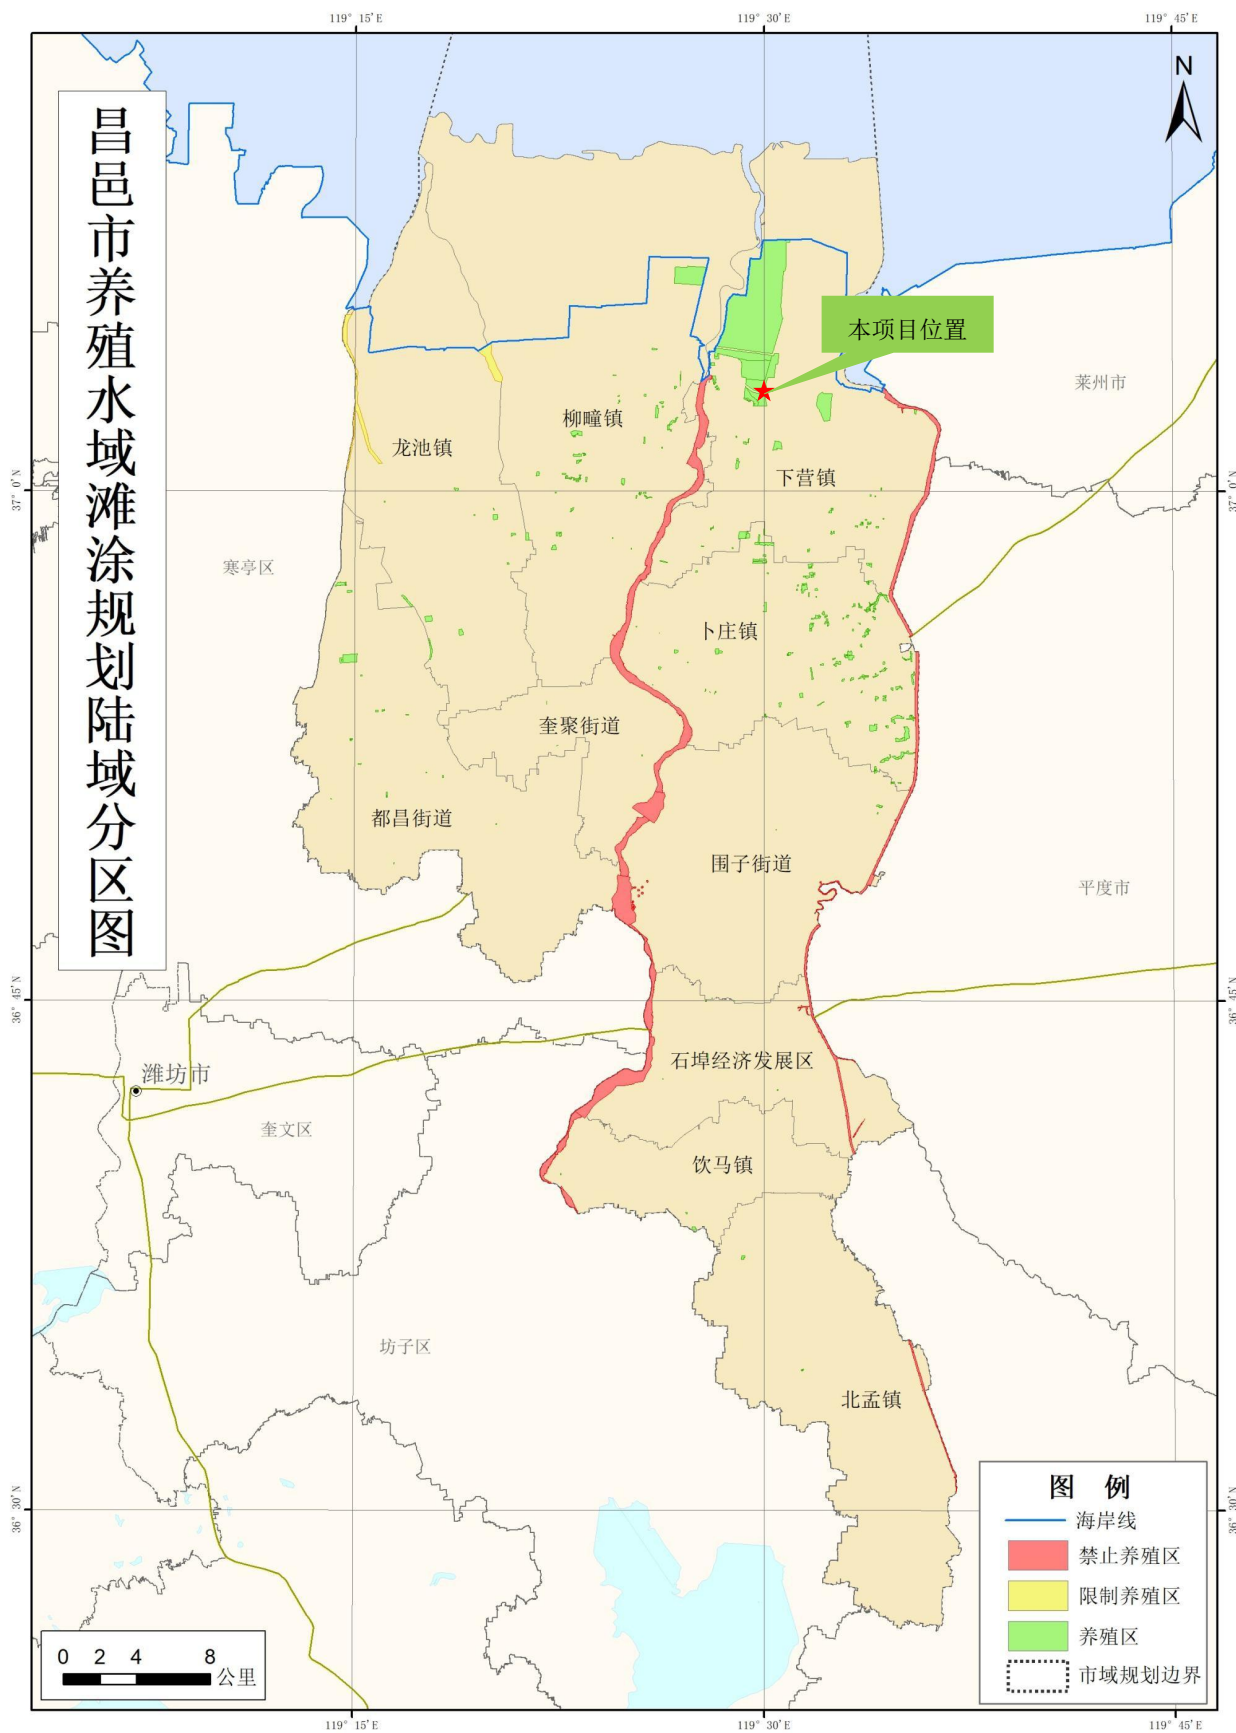 119° 15′E
119° 30′E
119° 45′E
N
昌邑市养殖水域滩涂规划陆域分区图
本项目位置
莱州市
柳疃镇
龙池镇
下营镇
37° 0′N
37° 0′N
寒亭区
卜庄镇
奎聚街道
都昌街道
围子街道
平度市
36° 45′N
36° 45′N
石埠经济发展区
潍坊市
奎文区
饮马镇
坊子区
北孟镇
图 例
海岸线
禁止养殖区
限制养殖区
养殖区
市域规划边界
36° 30′N
36° 30′N
0 2 4 8
公里
119° 15′E
119° 30′E
119° 45′E